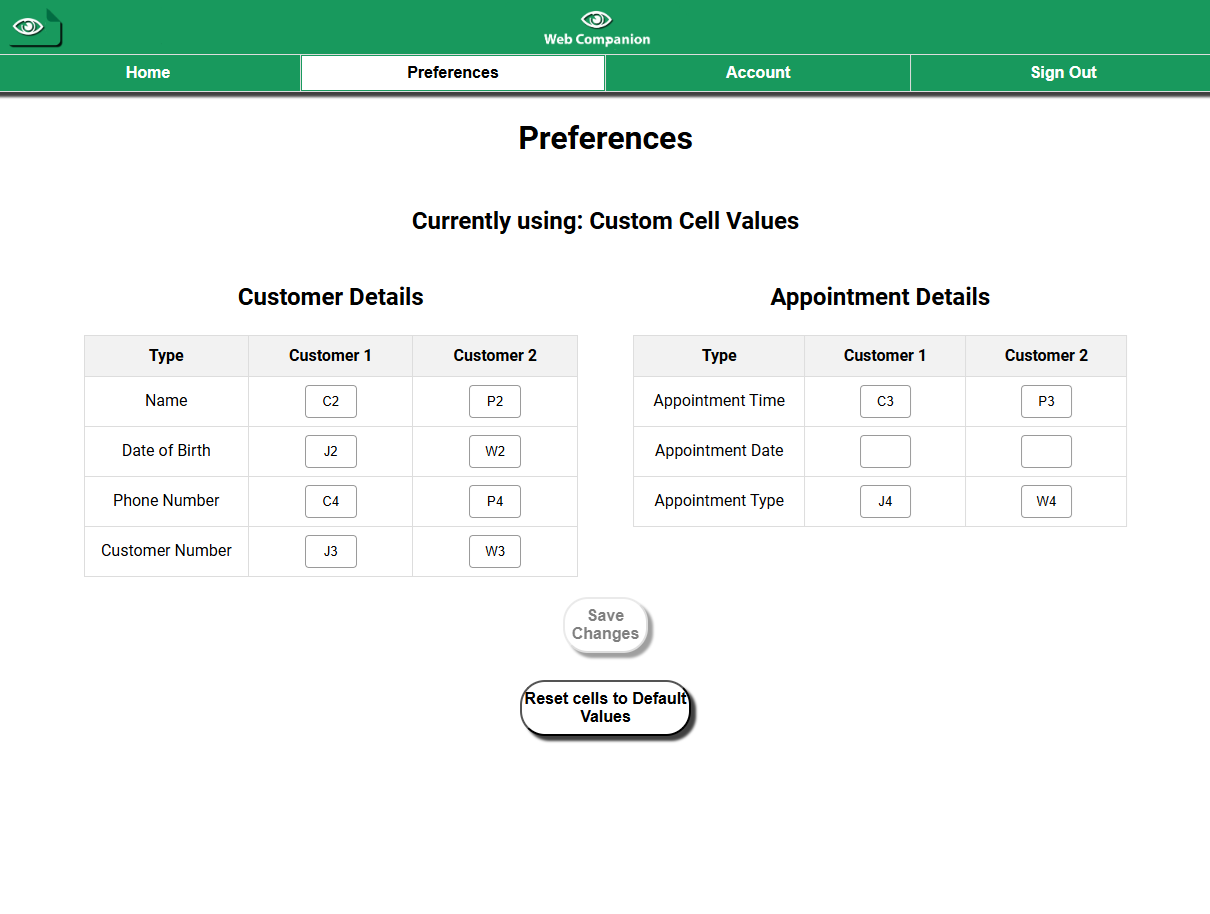 Web Companion
Home Preferences Account Sign Out
Preferences
Currently using: Custom Cell Values
Customer Details
Type Customer 1 Customer 2
Name C2 P2
Date of Birth J2 W2
Phone Number C4 P4
Customer Number J3 W3
Appointment Details
Type Customer 1 Customer 2
Appointment Time C3 P3
Appointment Date
Appointment Type J4 W4
Save
Changes
Reset cells to Default
Values